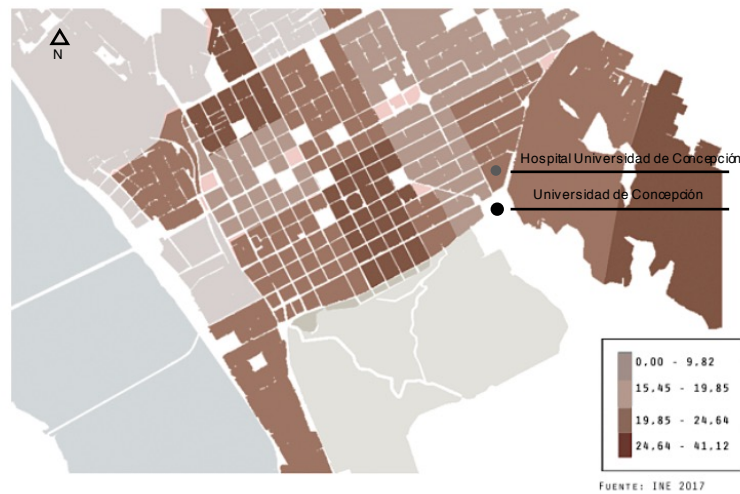 N
Hospital Universidad de Concepción
Universidad de Concepción
0,00 - 9,82
15,45 - 19,85
19,85 - 24,64
24,64 - 41,12
FUENTE: INE 2017